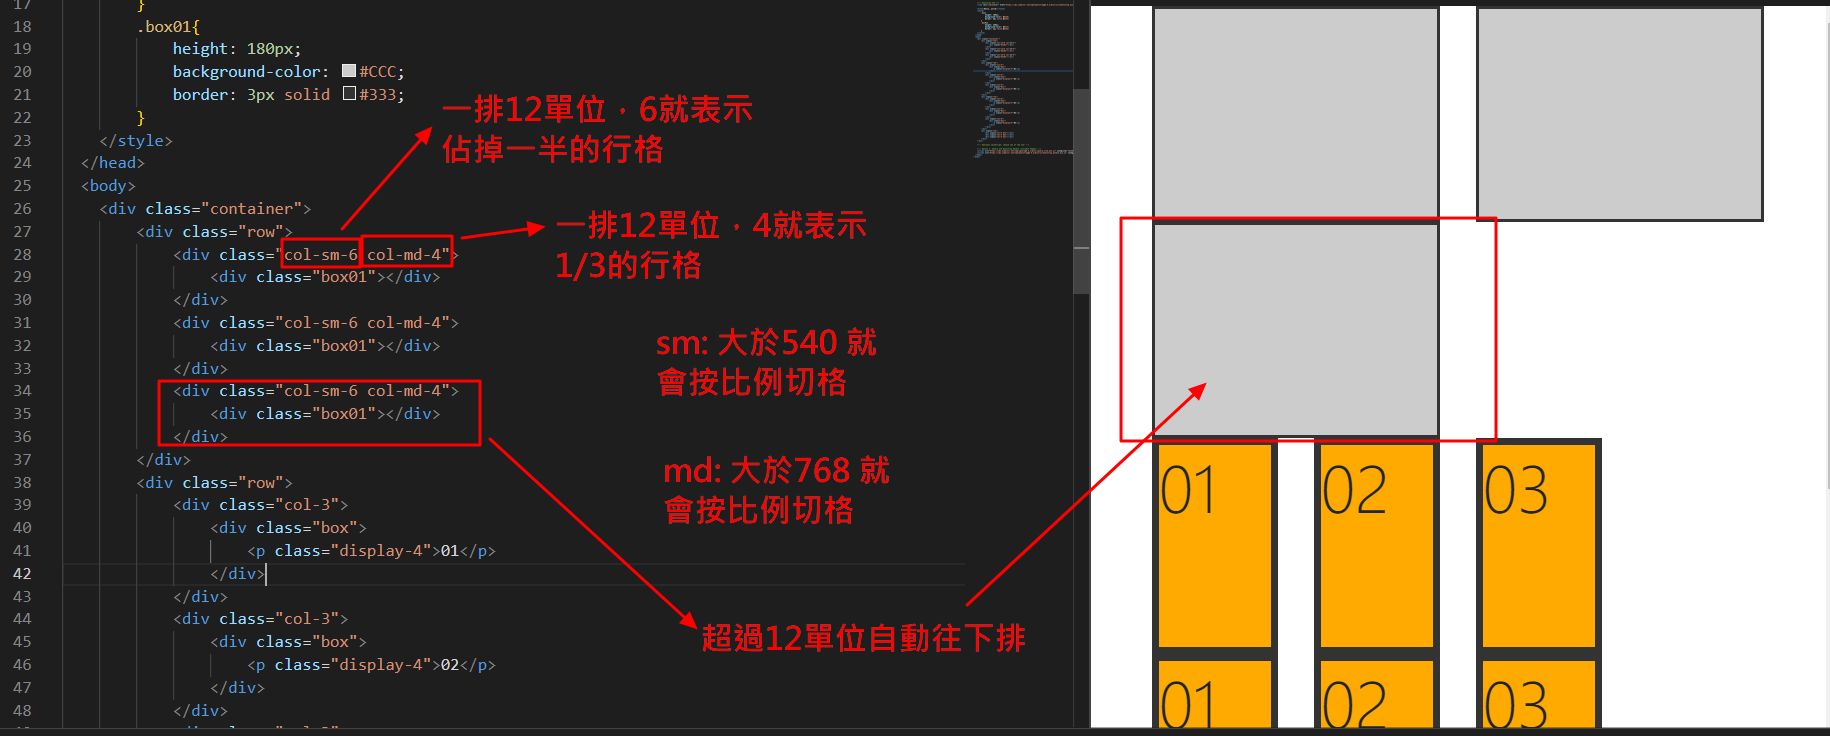 17 }
18 .box01{
19 height: 180px;
20 background-color: #CCC;
21 border: 3px solid #333;
22 }
23 </style>
24 </head>
25 <body>
26 <div class="container">
27 <div class="row">
28 <div class="col-sm-6 col-md-4">
29 <div class="box01"></div>
30 </div>
31 <div class="col-sm-6 col-md-4">
32 <div class="box01"></div>
33 </div>
34 <div class="col-sm-6 col-md-4">
35 <div class="box01"></div>
36 </div>
37 </div>
38 <div class="row">
39 <div class="col-3">
40 <div class="box">
41 <p class="display-4">01</p>
42 </div>
43 </div>
44 <div class="col-3">
45 <div class="box">
46 <p class="display-4">02</p>
47 </div>
48 </div>
一排12單位，6就表示
佔掉一半的行格
一排12單位，4就表示
1/3的行格
sm: 大於540 就
會按比例切格
md: 大於768 就
會按比例切格
超過12單位自動往下排
01 02 03
01 02 03